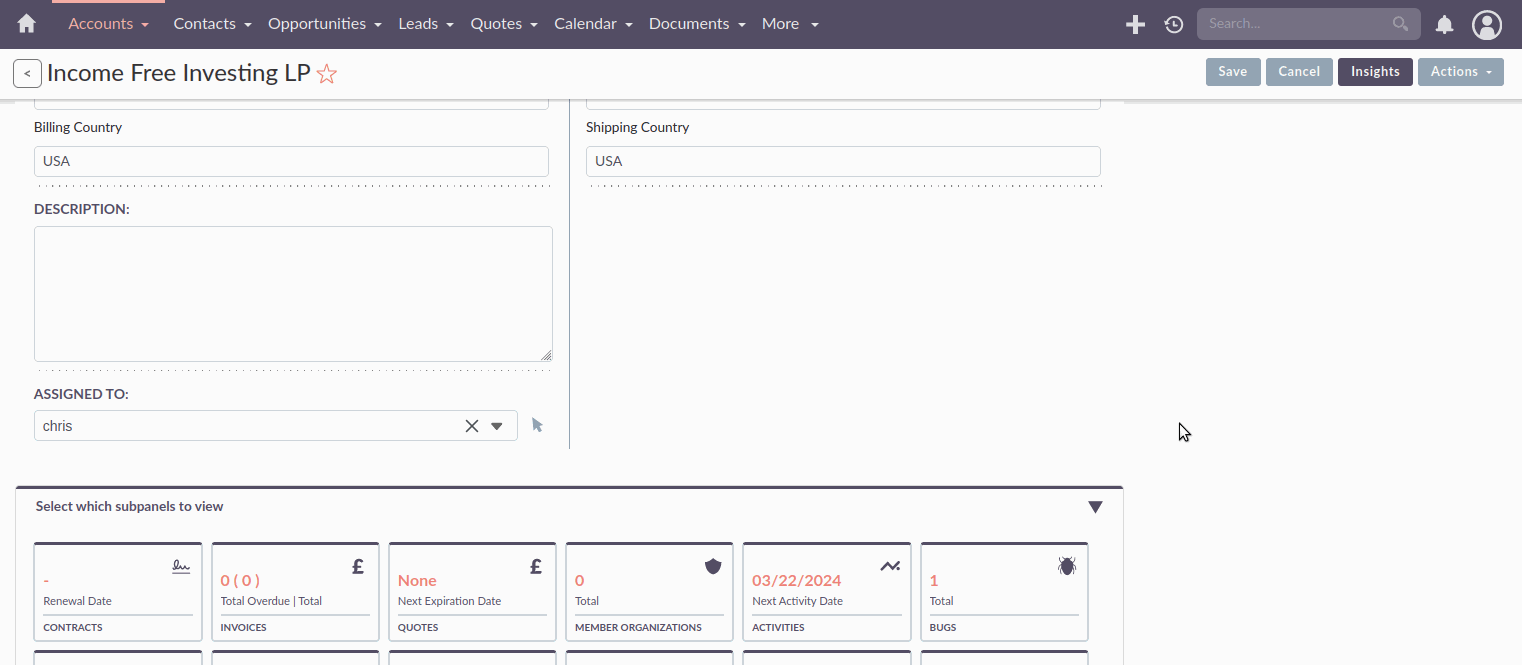 Accounts Contacts Opportunities Leads Quotes Calendar Documents More Search...
< Income Free Investing LP Save Cancel Insights Actions
Billing Country Shipping Country
USA USA
DESCRIPTION:
ASSIGNED TO:
chris
Select which subpanels to view
- 0 ( 0 ) None 0 03/22/2024 1
Renewal Date Total Overdue | Total Next Expiration Date Total Next Activity Date Total
CONTRACTS INVOICES QUOTES MEMBER ORGANIZATIONS ACTIVITIES BUGS